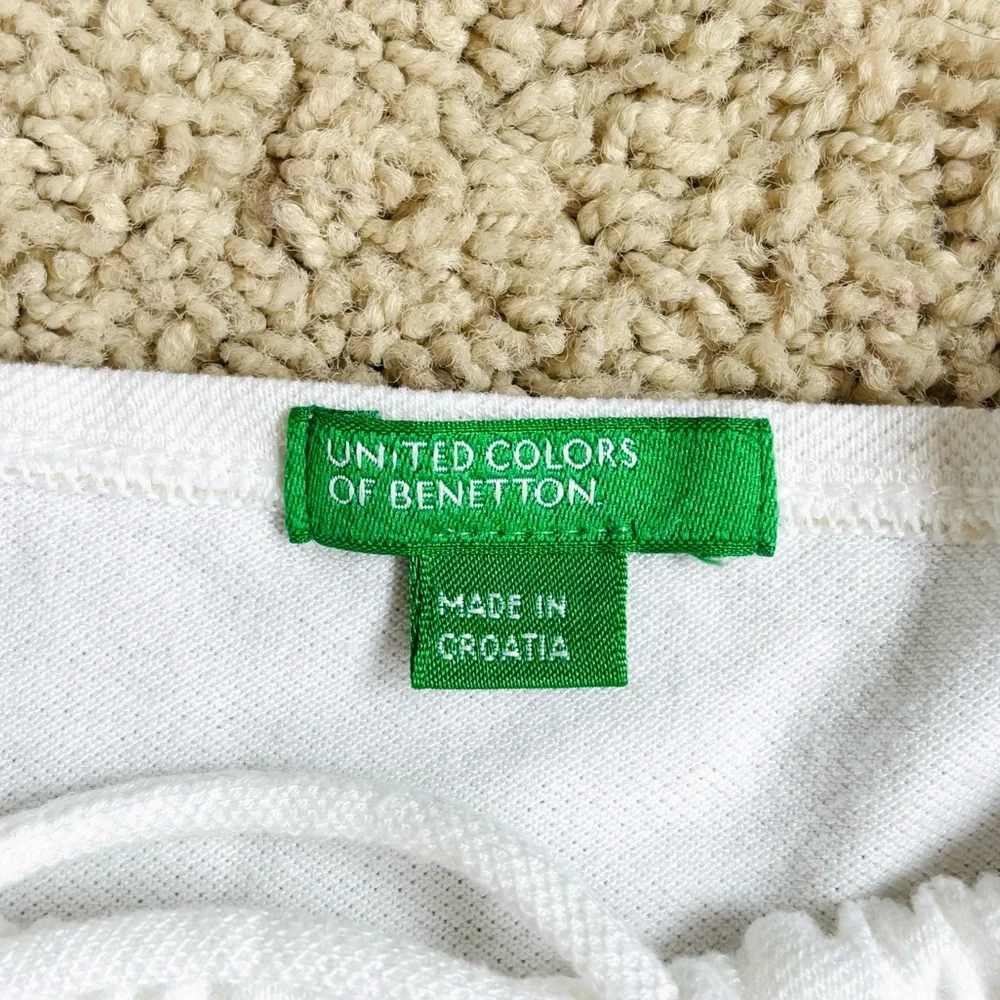 UNITED COLORS
OF BENETTON.
MADE IN
CROATIA